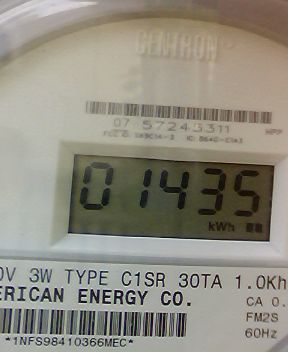 CENTRON
07 57243311
01435
kWh
0V 3W TYPE C1SR 30TA 1.0Kh
ERICAN ENERGY CO.
CA 0.
FM2S
*1NFS98410366MEC*
60Hz